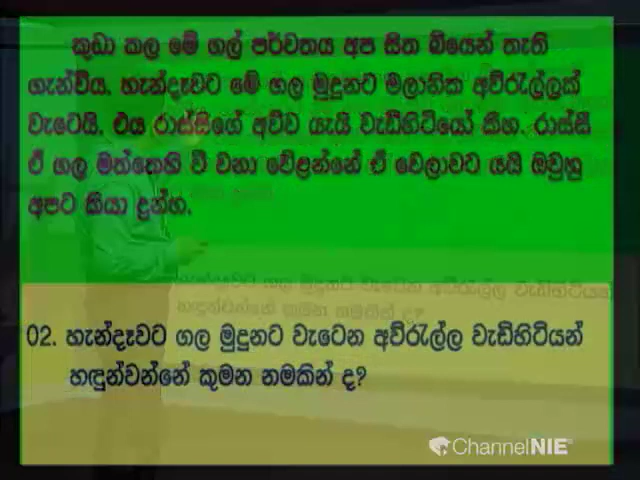 කුඩා කල මේ ගල් පර්වතය අප සිත බියෙන් තැති
ගැන්වීය. හැන්දෑවට මේ ගල මුදුනට මලානික අව්රැල්ලක්
වැටෙයි. එය රාස්සිගේ අව්ව යැයි වැඩිහිටියෝ කීහ. රාස්සී
ඒ ගල මත්තෙහි වී වනා වේළන්නේ ඒ වෙලාවට යයි ඔවුහු
අපට කියා දුන්හ.
02. හැන්දෑවට ගල මුදුනට වැටෙන අව්රැල්ල වැඩිහිටියන්
හඳුන්වන්නේ කුමන නමකින් ද?
ChannelNIE